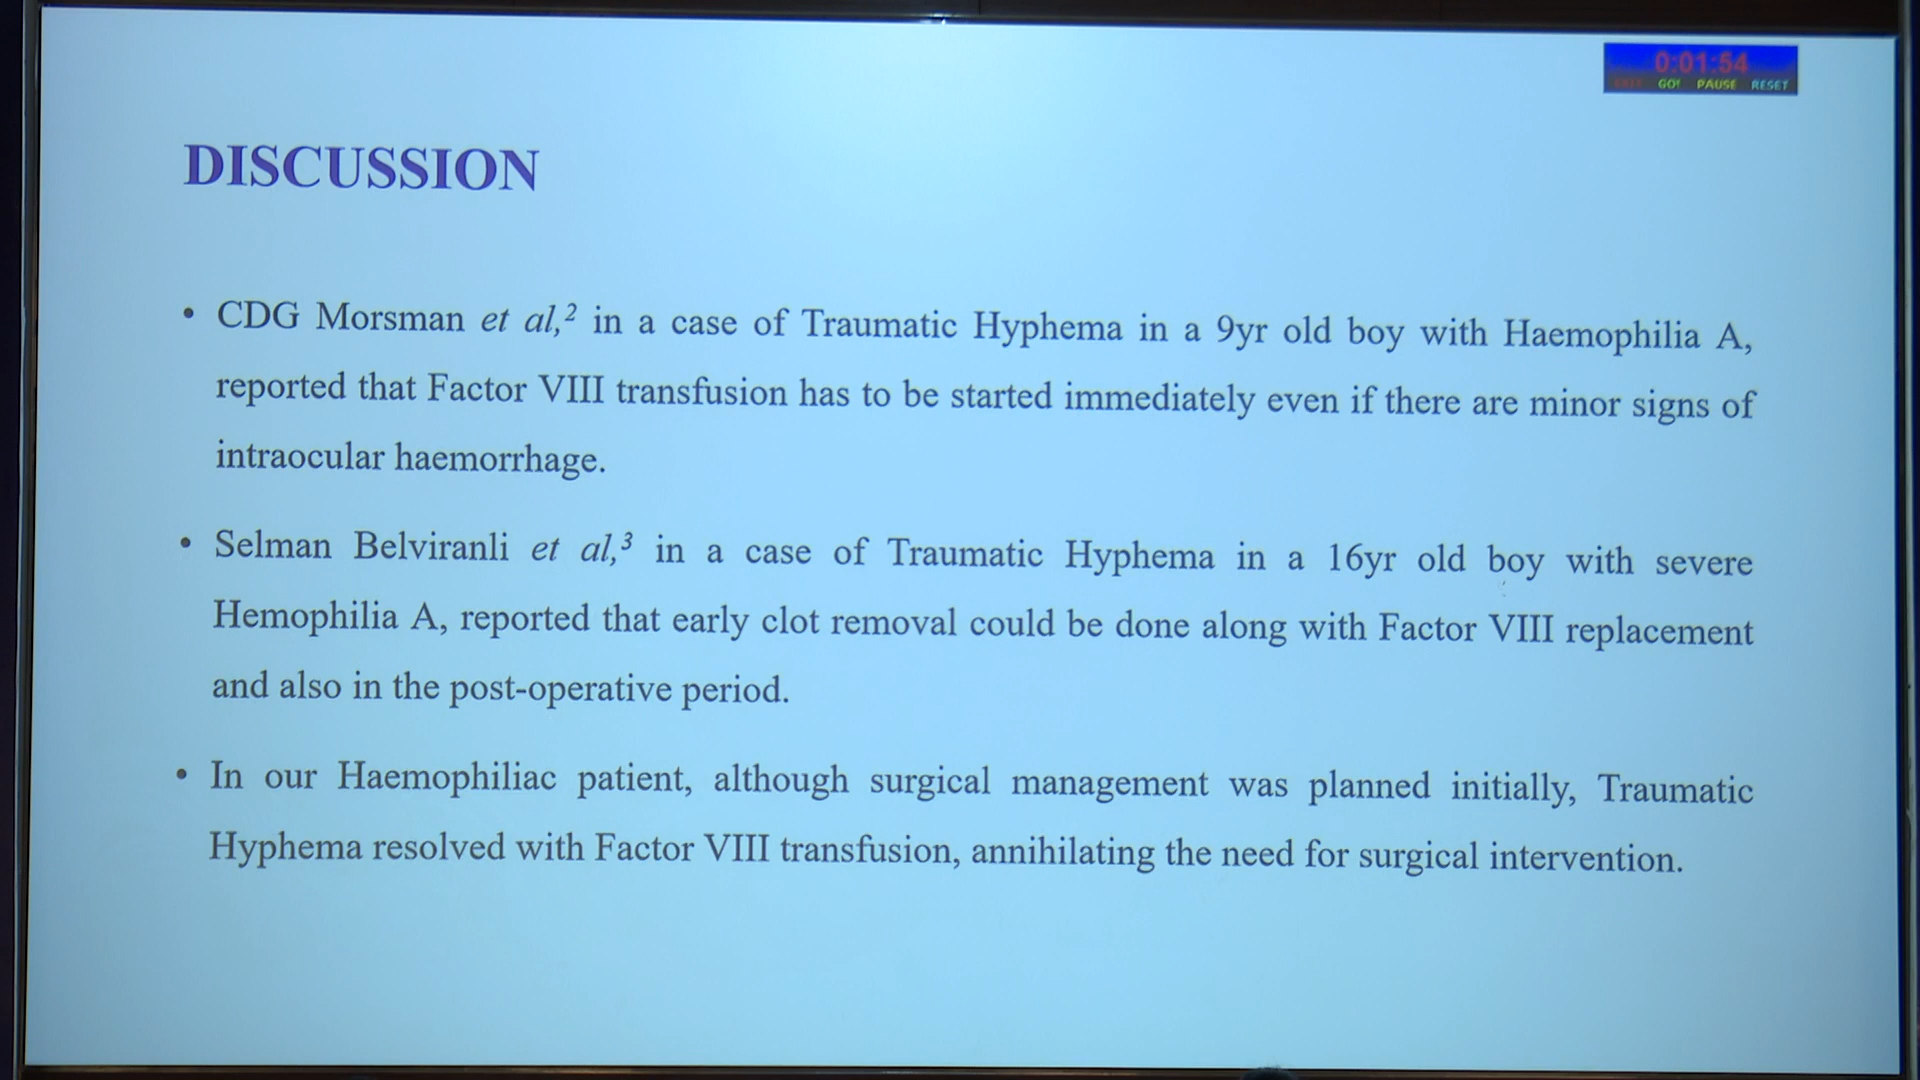 0:01:54
EXIT GO! PAUSE RESET
DISCUSSION
• CDG Morsman et al,² in a case of Traumatic Hyphema in a 9yr old boy with Haemophilia A,
reported that Factor VIII transfusion has to be started immediately even if there are minor signs of
intraocular haemorrhage.
• Selman Belviranli et al,³ in a case of Traumatic Hyphema in a 16yr old boy with severe
Hemophilia A, reported that early clot removal could be done along with Factor VIII replacement
and also in the post-operative period.
• In our Haemophiliac patient, although surgical management was planned initially, Traumatic
Hyphema resolved with Factor VIII transfusion, annihilating the need for surgical intervention.